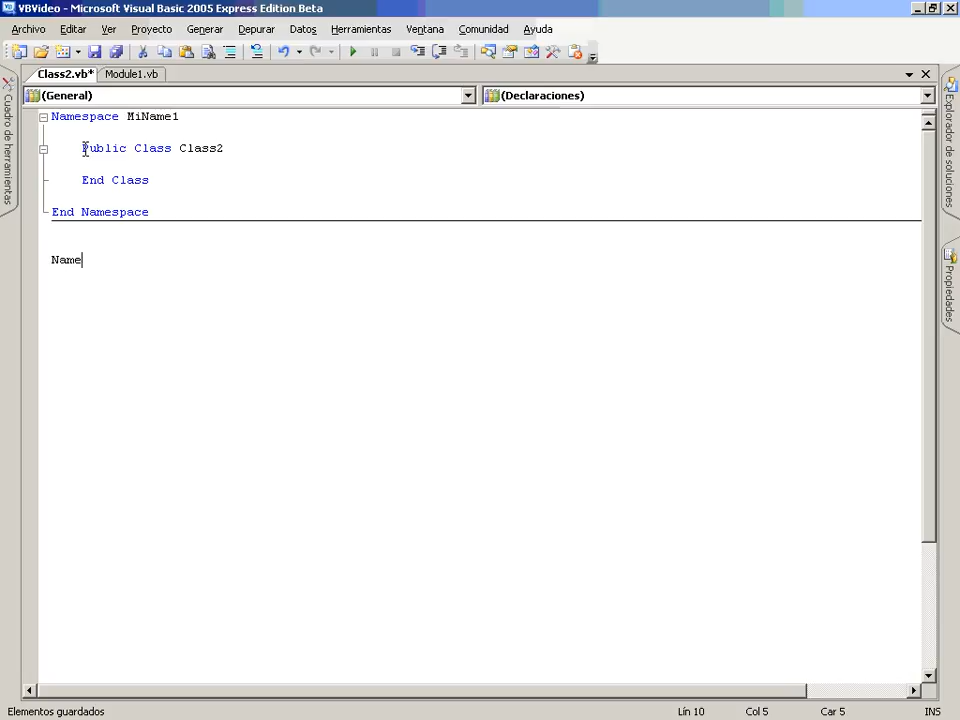 VBVideo - Microsoft Visual Basic 2005 Express Edition Beta
Archivo Editar Ver Proyecto Generar Depurar Datos Herramientas Ventana Comunidad Ayuda
Class2.vb* Module1.vb
(General) (Declaraciones)
Cuadro de herramientas
Explorador de soluciones
Propiedades
Namespace MiName1
Public Class Class2
End Class
End Namespace
Name
Elementos guardados Lín 10 Col 5 Car 5 INS